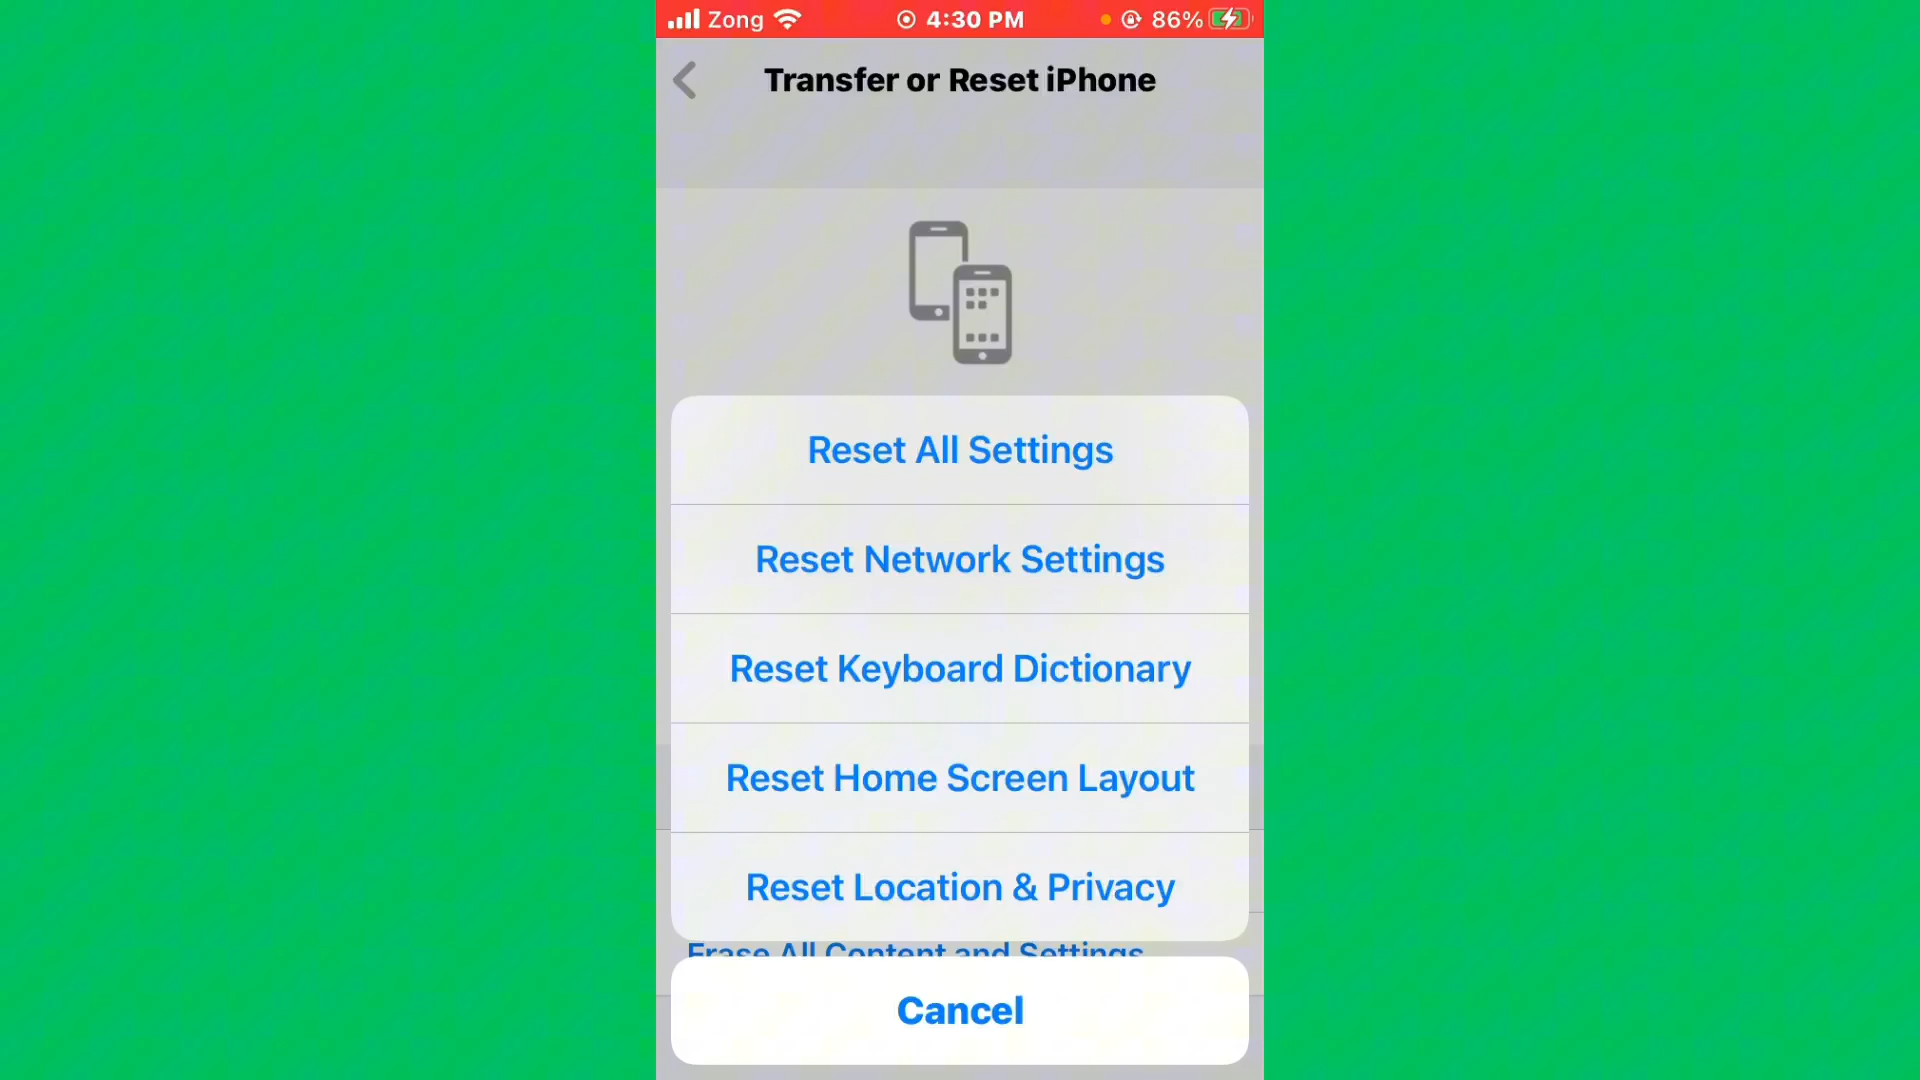 Zong 4:30 PM 86%
Transfer or Reset iPhone
Reset All Settings
Reset Network Settings
Reset Keyboard Dictionary
Reset Home Screen Layout
Reset Location & Privacy
Erase All Content and Settings
Cancel